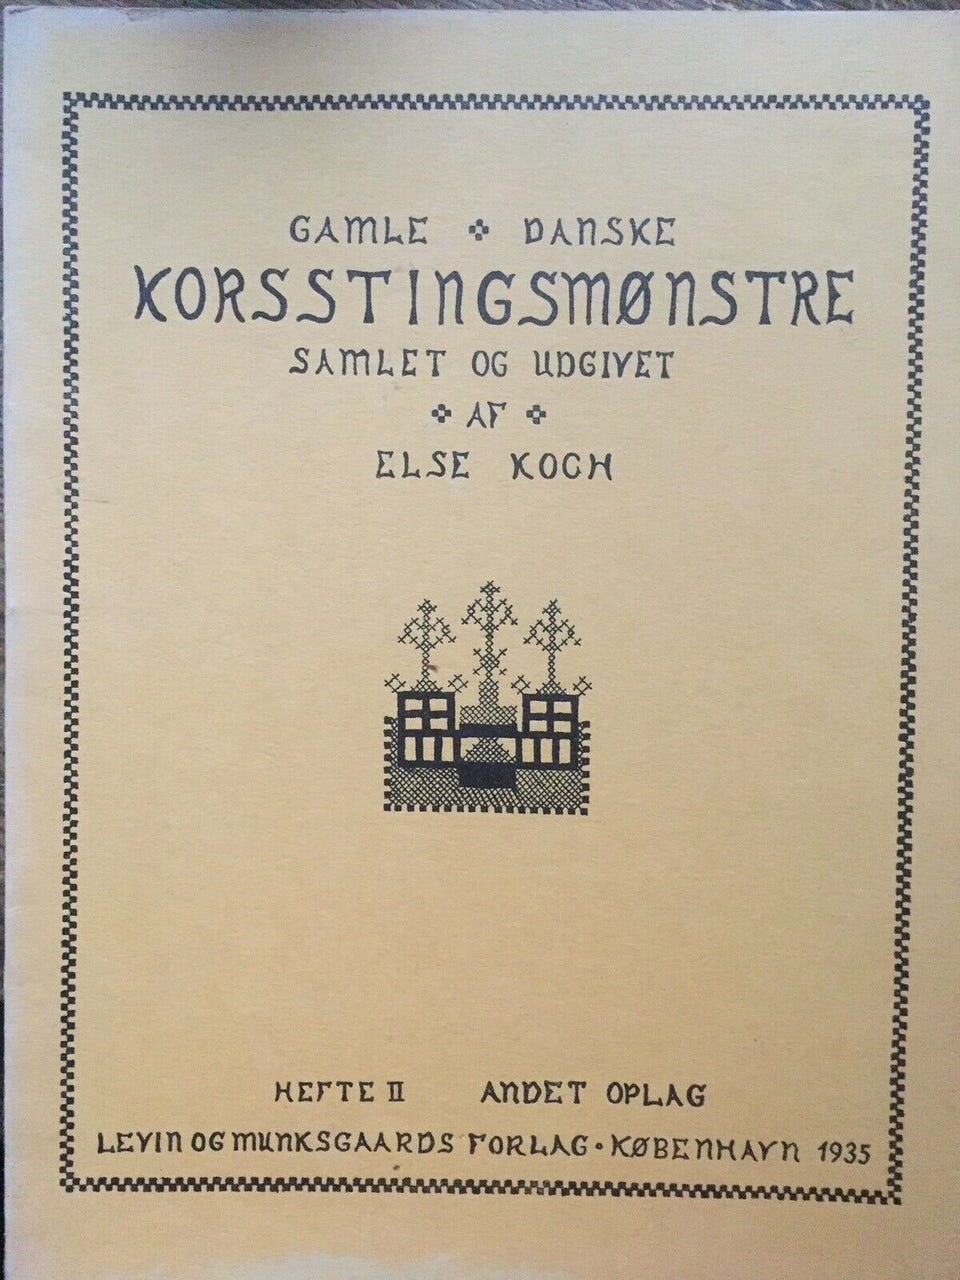 GAMLE DANSKE
KORSSTINGSMØNSTRE
SAMLET OG UDGIVET
AF
ELSE KOCH
HEFTE II ANDET OPLAG
LEVIN OG MUNKSGAARDS FORLAG • KØBENHAVN 1935